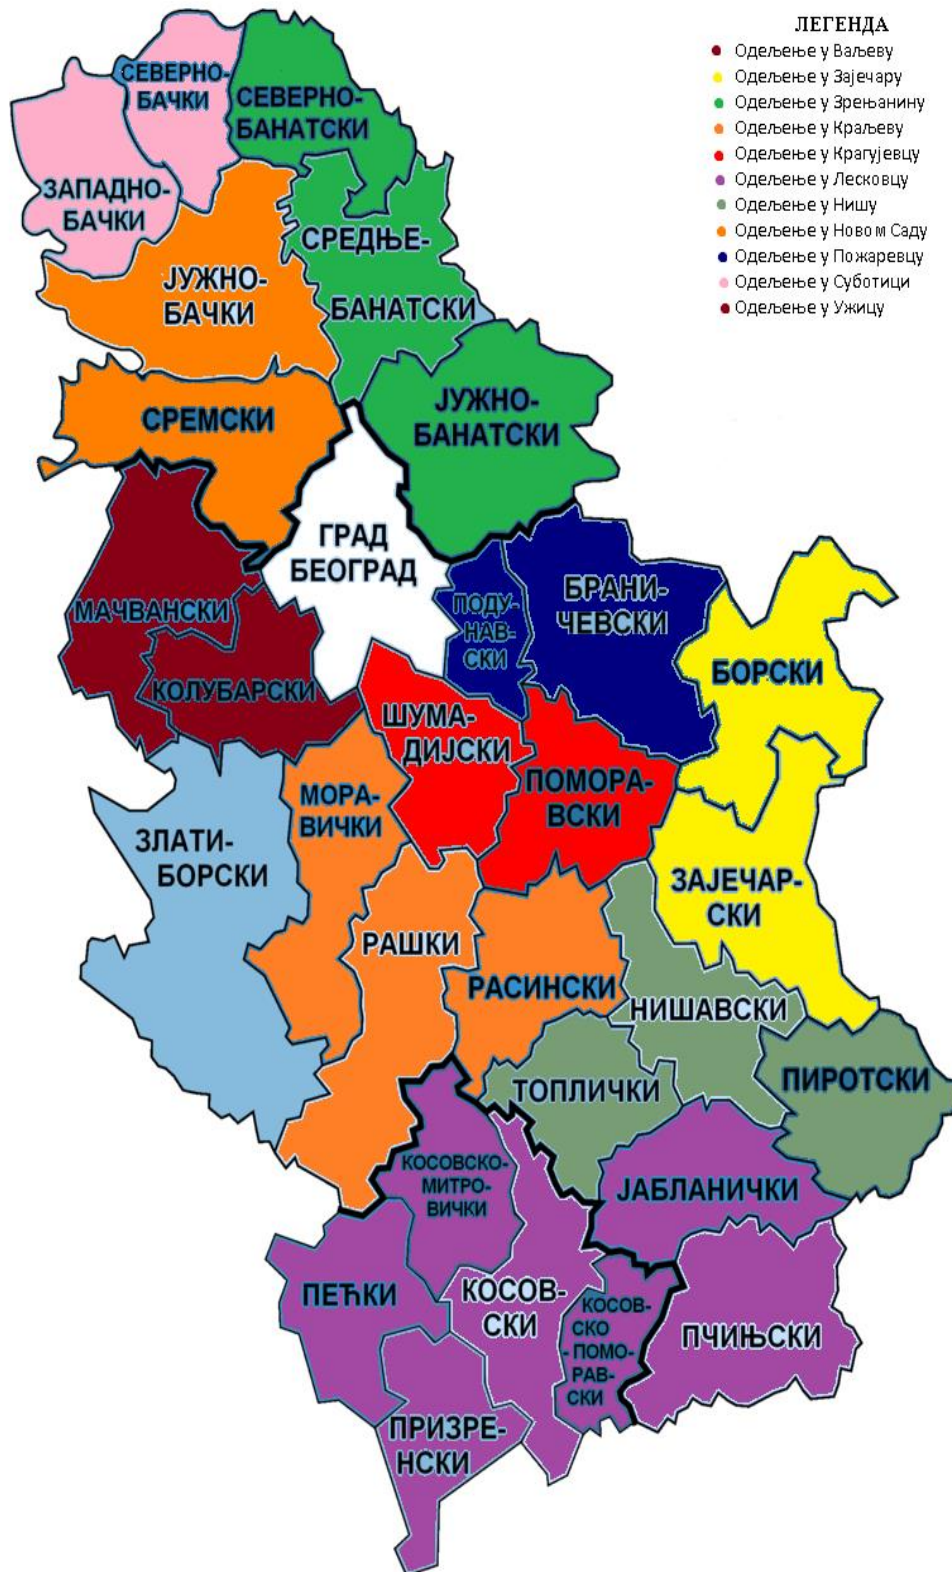 ЛЕГЕНДА
Одељење у Ваљеву
Одељење у Зајечару
Одељење у Зрењанину
Одељење у Краљеву
Одељење у Крагујевцу
Одељење у Лесковцу
Одељење у Нишу
Одељење у Новом Саду
Одељење у Пожаревцу
Одељење у Суботици
Одељење у Ужицу
СЕВЕРНО-
БАЧКИ
СЕВЕРНО-
БАНАТСКИ
ЗАПАДНО-
БАЧКИ
СРЕДЊЕ-
БАНАТСКИ
ЈУЖНО-
БАЧКИ
ЈУЖНО-
БАНАТСКИ
СРЕМСКИ
ГРАД
БЕОГРАД
МАЧВАНСКИ
КОЛУБАРСКИ
ПОДУ-
НАВ-
СКИ
БРАНИ-
ЧЕВСКИ
БОРСКИ
ШУМА-
ДИЈСКИ
ПОМОРА-
ВСКИ
МОРА-
ВИЧКИ
ЗЛАТИ-
БОРСКИ
ЗАЈЕЧАР-
СКИ
РАШКИ
РАСИНСКИ
НИШАВСКИ
ТОПЛИЧКИ
ПИРОТСКИ
КОСОВСКО-
МИТРО-
ВИЧКИ
ЈАБЛАНИЧКИ
ПЕЋКИ
КОСОВ-
СКИ
КОСОВ-
СКО
-ПОМО-
РАВ-
СКИ
ПЧИЊСКИ
ПРИЗРЕ-
НСКИ